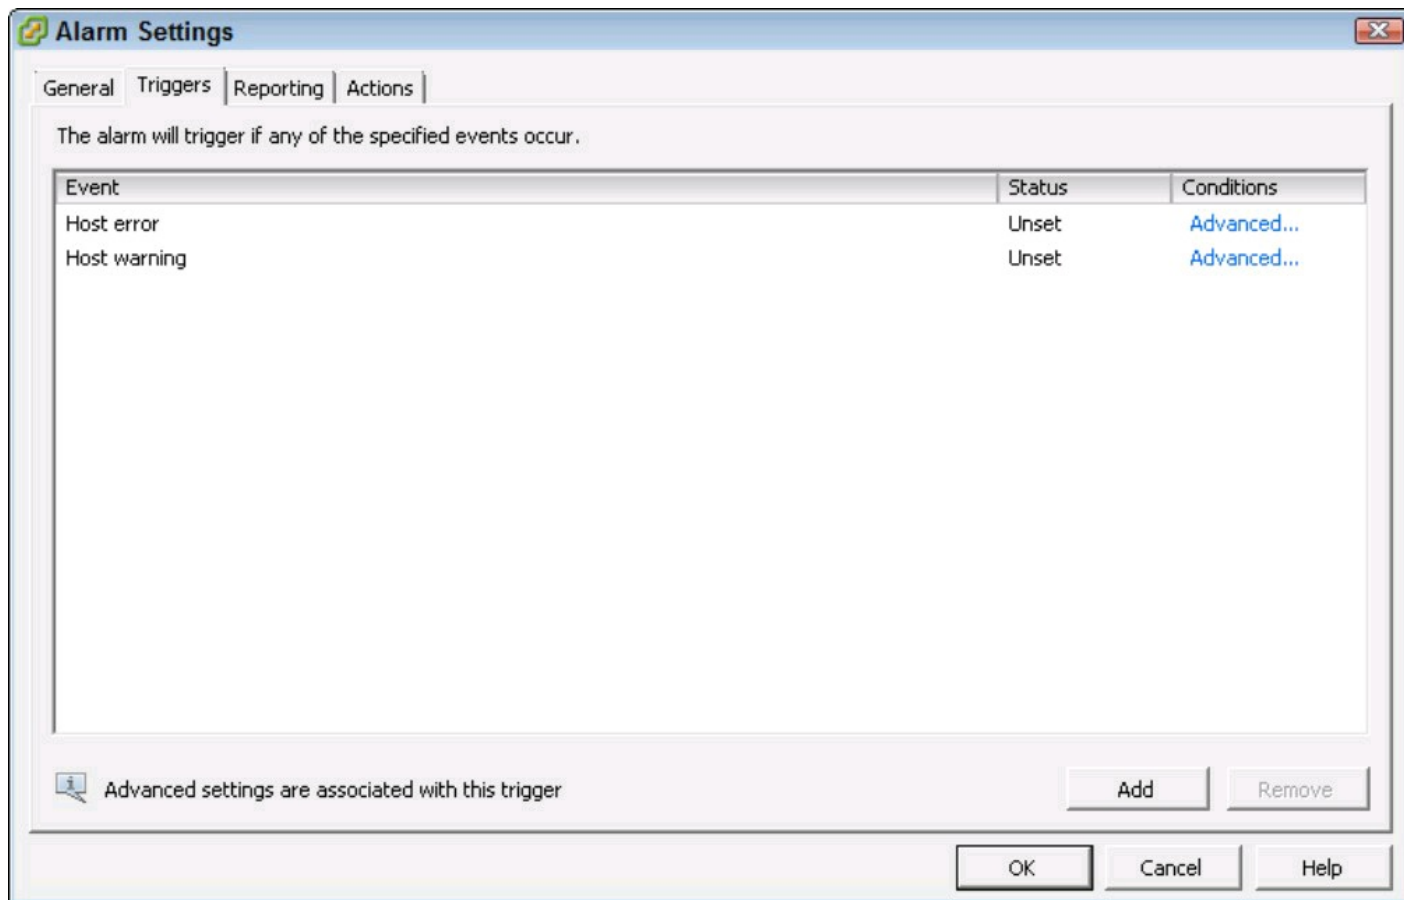 Alarm Settings
General Triggers Reporting Actions
The alarm will trigger if any of the specified events occur.
Event Status Conditions
Host error Unset Advanced...
Host warning Unset Advanced...
Advanced settings are associated with this trigger Add Remove
OK Cancel Help